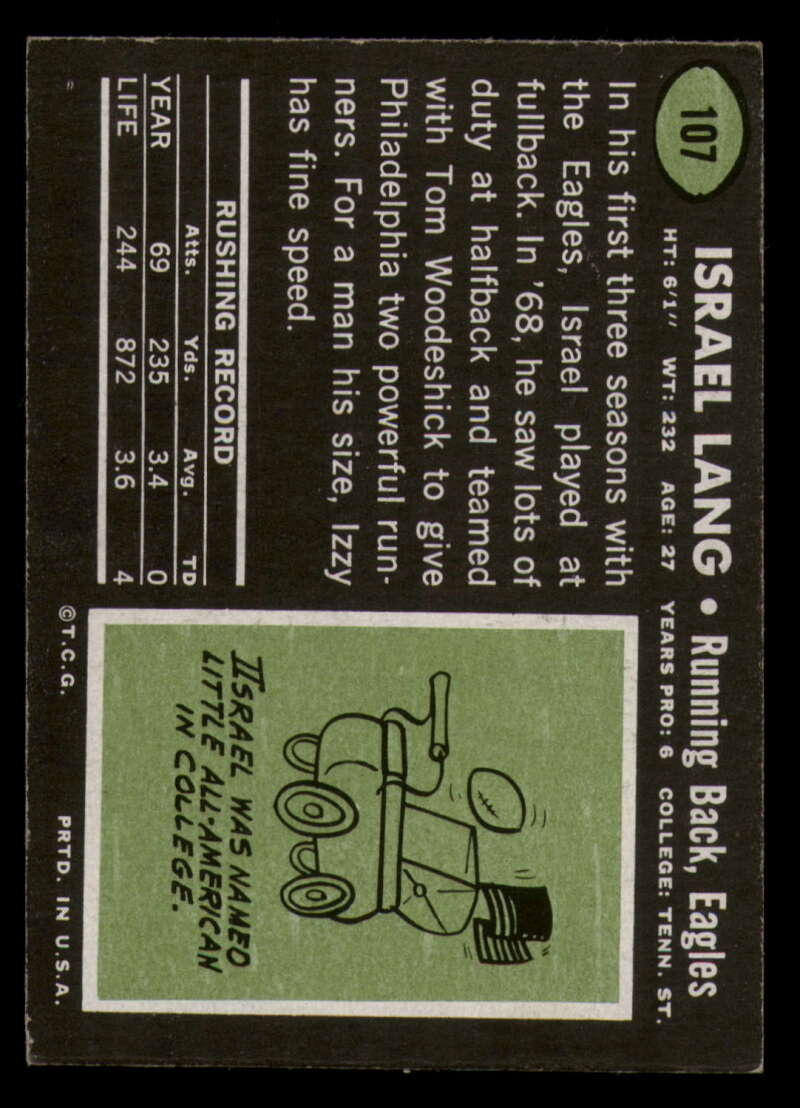 107
ISRAEL LANG • Running Back, Eagles
HT: 6/1" WT: 232 AGE: 27 YEARS PRO: 6 COLLEGE: TENN. ST.
In his first three seasons with
the Eagles, Israel played at
fullback. In '68, he saw lots of
duty at halfback and teamed
with Tom Woodeshick to give
Philadelphia two powerful run-
ners. For a man his size, Izzy
has fine speed.
RUSHING RECORD
Atts. Yds. Avg. TD
YEAR 69 235 3.4 0
LIFE 244 872 3.6 4
ISRAEL WAS NAMED
LITTLE ALL-AMERICAN
IN COLLEGE.
©T.C.G. PRTD. IN U.S.A.